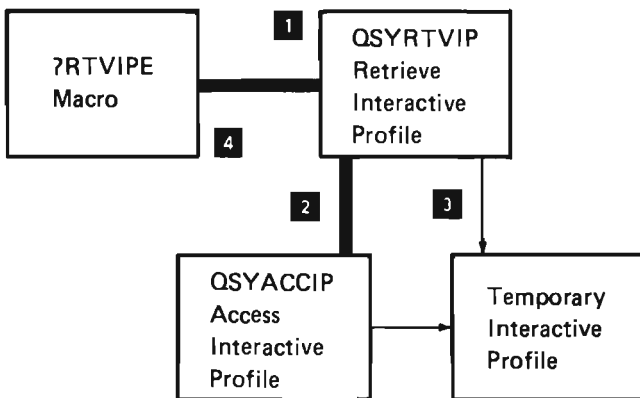 1
?RTVIPE
Macro
4
QSYRTVIP
Retrieve
Interactive
Profile
2
3
QSYACCIP
Access
Interactive
Profile
Temporary
Interactive
Profile